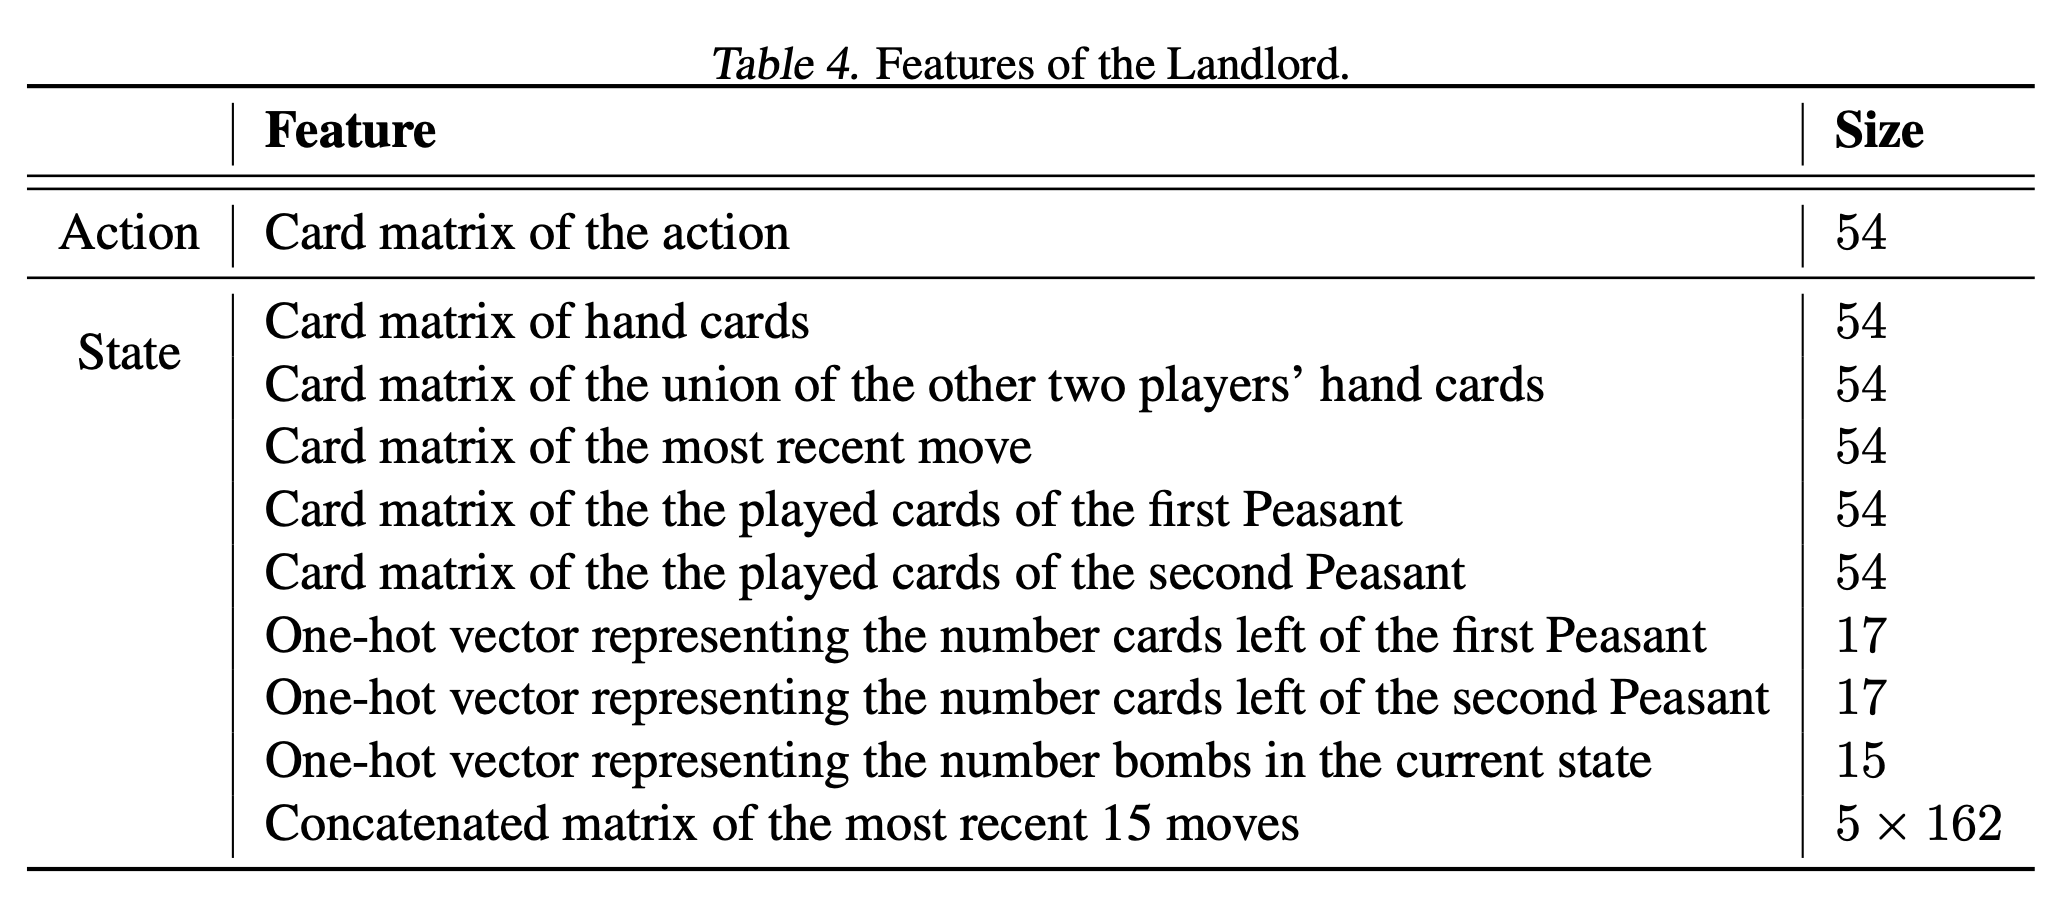 Table 4. Features of the Landlord.
Feature Size
Action Card matrix of the action 54
State
Card matrix of hand cards 54
Card matrix of the union of the other two players’ hand cards 54
Card matrix of the most recent move 54
Card matrix of the the played cards of the first Peasant 54
Card matrix of the the played cards of the second Peasant 54
One-hot vector representing the number cards left of the first Peasant 17
One-hot vector representing the number cards left of the second Peasant 17
One-hot vector representing the number bombs in the current state 15
Concatenated matrix of the most recent 15 moves 5 × 162